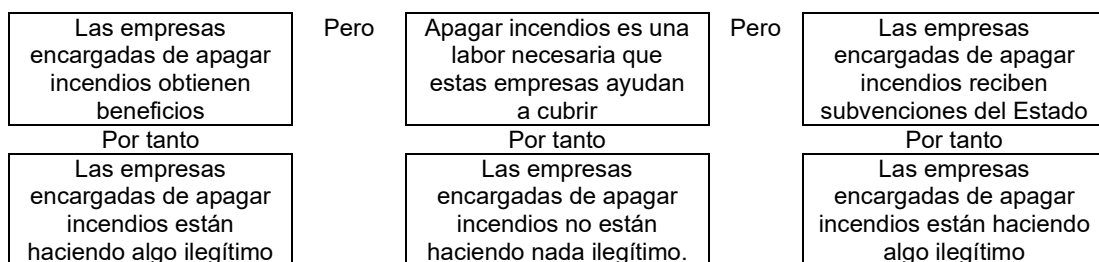 Las empresas
encargadas de apagar
incendios obtienen
beneficios
Pero
Apagar incendios es una
labor necesaria que
estas empresas ayudan
a cubrir
Pero
Las empresas
encargadas de apagar
incendios reciben
subvenciones del Estado
Por tanto
Por tanto
Por tanto
Las empresas
encargadas de apagar
incendios están
haciendo algo ilegítimo
Las empresas
encargadas de apagar
incendios no están
haciendo nada ilegítimo.
Las empresas
encargadas de apagar
incendios están haciendo
algo ilegítimo